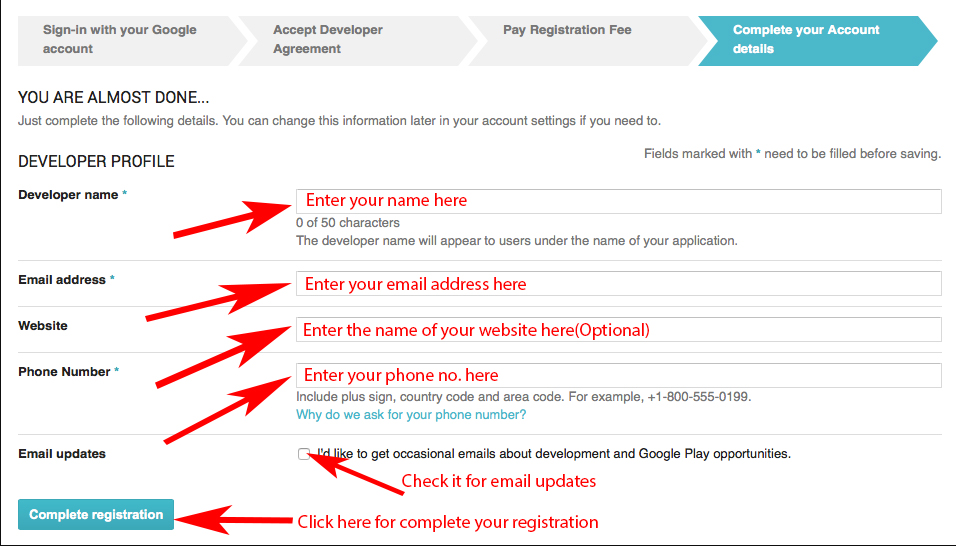 Sign-in with your Google
account
Accept Developer
Agreement
Pay Registration Fee
Complete your Account
details
YOU ARE ALMOST DONE...
Just complete the following details. You can change this information later in your account settings if you need to.
DEVELOPER PROFILE
Fields marked with * need to be filled before saving.
Developer name *
Enter your name here
0 of 50 characters
The developer name will appear to users under the name of your application.
Email address *
Enter your email address here
Website
Enter the name of your website here(Optional)
Phone Number *
Enter your phone no. here
Include plus sign, country code and area code. For example, +1-800-555-0199.
Why do we ask for your phone number?
Email updates
I'd like to get occasional emails about development and Google Play opportunities.
Check it for email updates
Complete registration
Click here for complete your registration